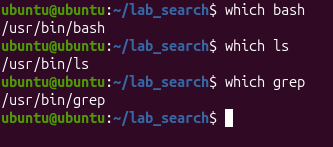 ubuntu@ubuntu:~/lab_search$ which bash
/usr/bin/bash
ubuntu@ubuntu:~/lab_search$ which ls
/usr/bin/ls
ubuntu@ubuntu:~/lab_search$ which grep
/usr/bin/grep
ubuntu@ubuntu:~/lab_search$